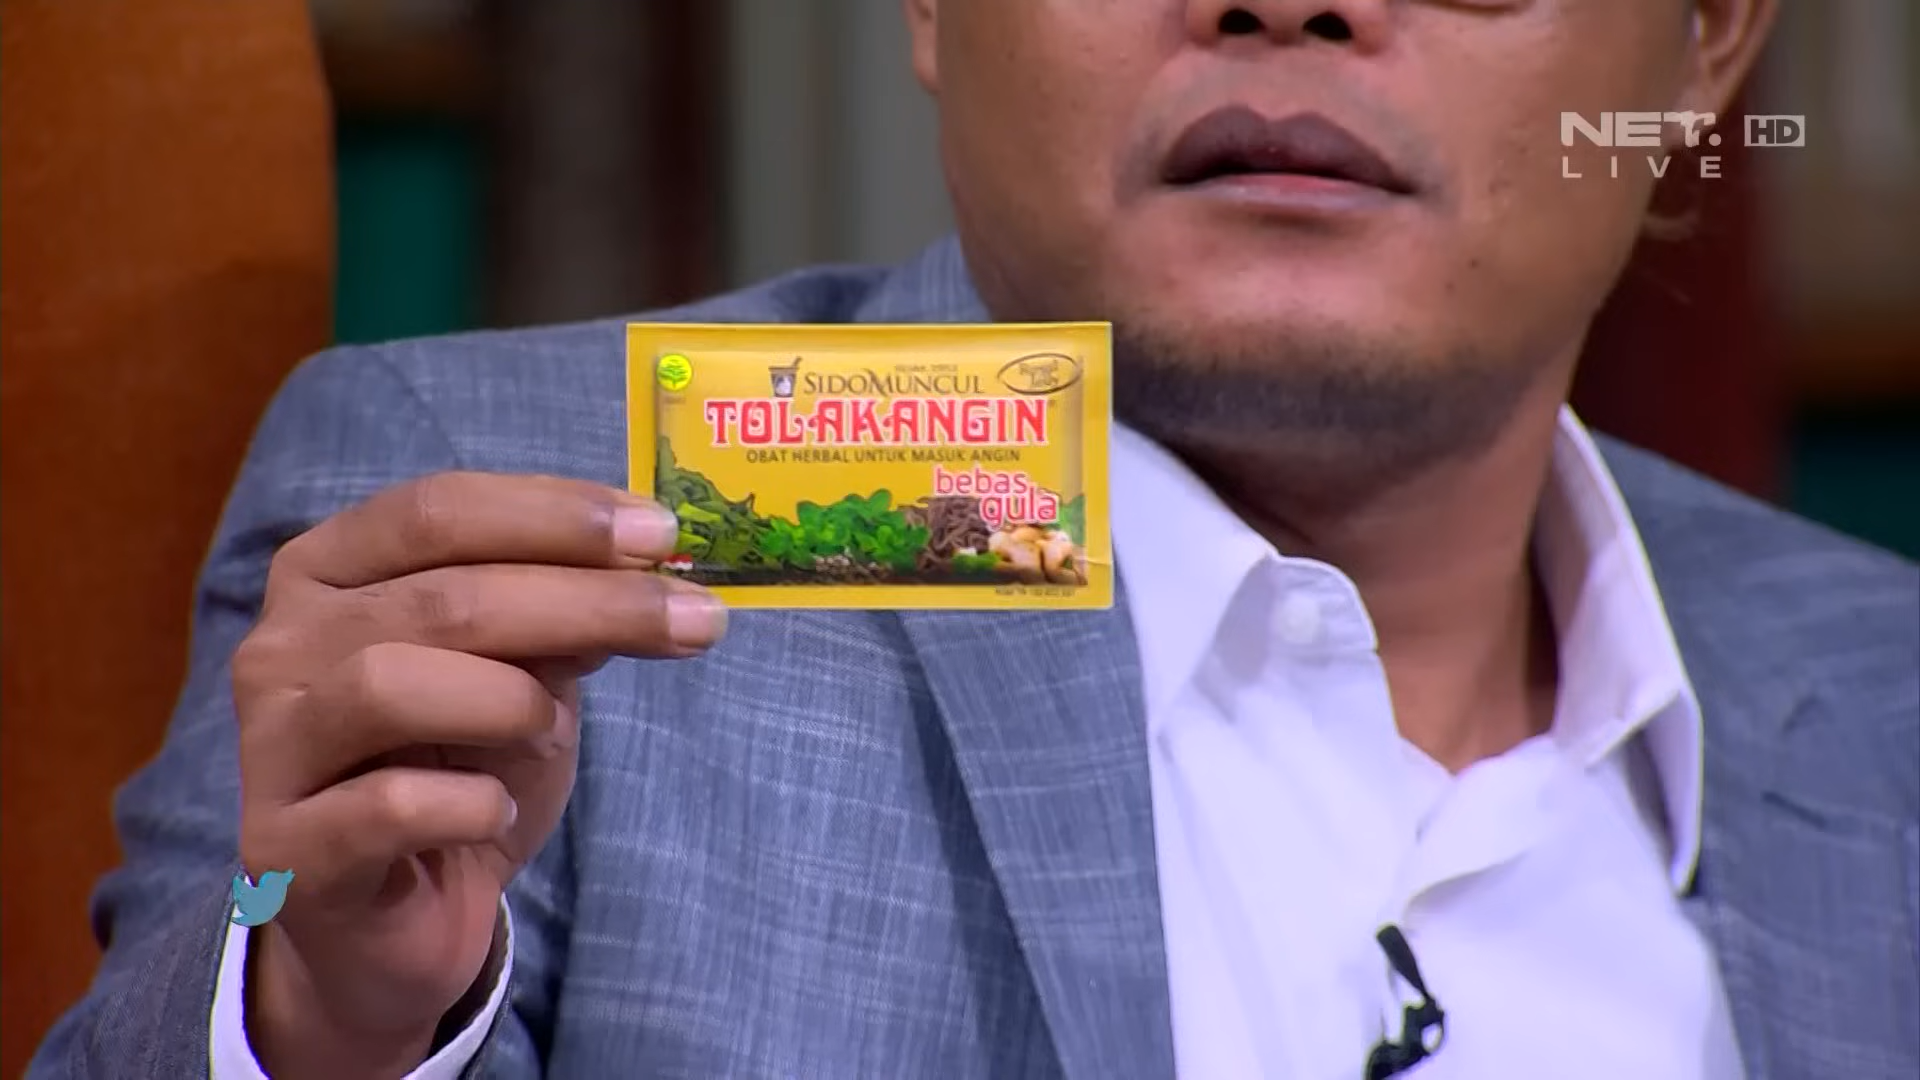 NET. HD
LIVE
SIDOMUNCUL
TOLAKANGIN
OBAT HERBAL UNTUK MASUK ANGIN
bebas
gula